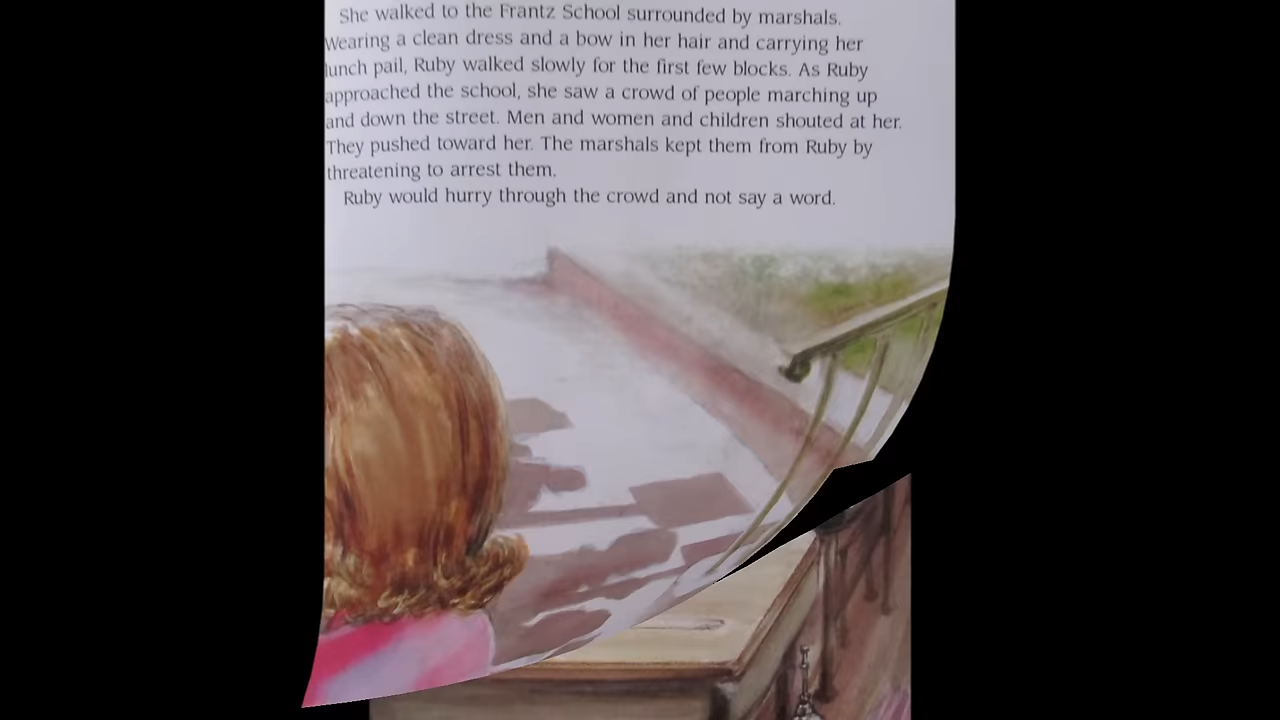 She walked to the Frantz School surrounded by marshals.
Wearing a clean dress and a bow in her hair and carrying her
lunch pail, Ruby walked slowly for the first few blocks. As Ruby
approached the school, she saw a crowd of people marching up
and down the street. Men and women and children shouted at her.
They pushed toward her. The marshals kept them from Ruby by
threatening to arrest them.
Ruby would hurry through the crowd and not say a word.